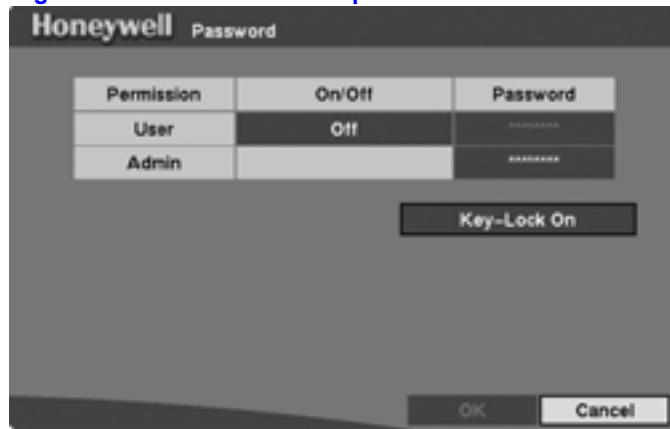 Honeywell Password
Permission On/Off Password
User Off ********
Admin ********
Key-Lock On
OK Cancel